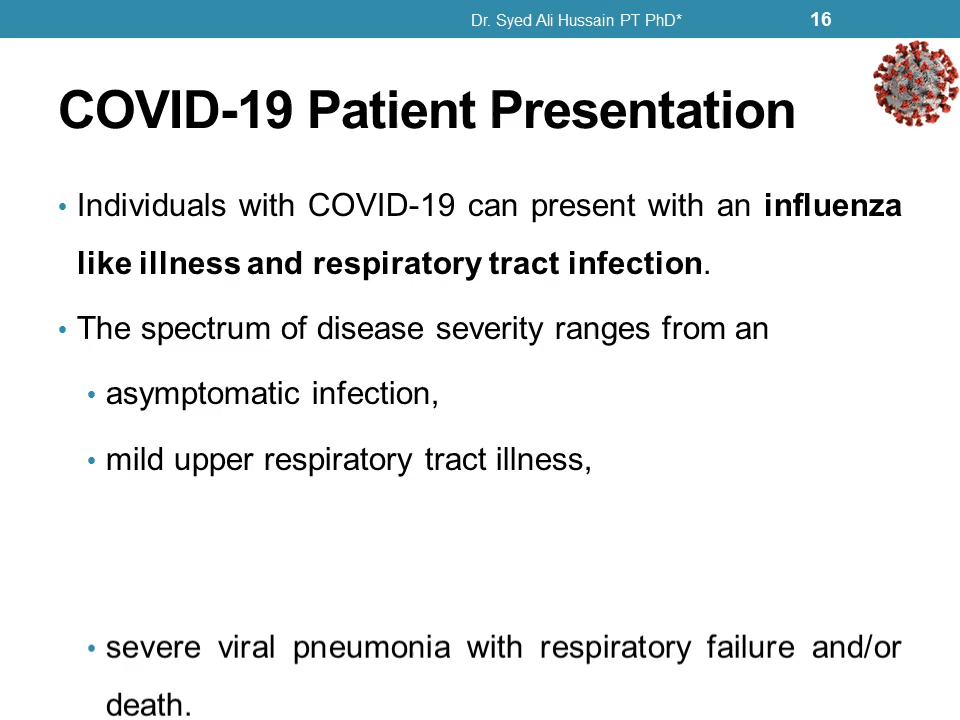 Dr. Syed Ali Hussain PT PhD* 16
COVID-19 Patient Presentation
• Individuals with COVID-19 can present with an influenza
like illness and respiratory tract infection.
• The spectrum of disease severity ranges from an
• asymptomatic infection,
• mild upper respiratory tract illness,
• severe viral pneumonia with respiratory failure and/or
death.